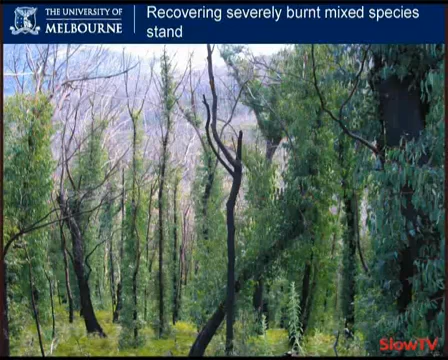 THE UNIVERSITY OF
MELBOURNE
Recovering severely burnt mixed species
stand
SlowTV